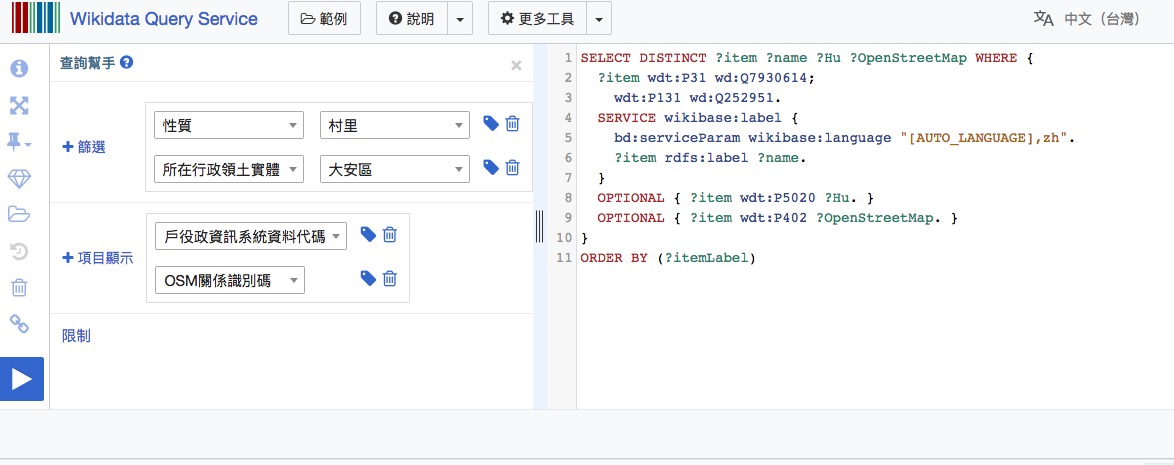 Wikidata Query Service
範例
說明
更多工具
中文（台灣）
查詢幫手
篩選
性質
村里
所在行政領土實體
大安區
項目顯示
戶役政資訊系統資料代碼
OSM關係識別碼
限制
1 SELECT DISTINCT ?item ?name ?Hu ?OpenStreetMap WHERE {
2 ?item wdt:P31 wd:Q7930614;
3 wdt:P131 wd:Q252951.
4 SERVICE wikibase:label {
5 bd:serviceParam wikibase:language "[AUTO_LANGUAGE],zh".
6 ?item rdfs:label ?name.
7 }
8 OPTIONAL { ?item wdt:P5020 ?Hu. }
9 OPTIONAL { ?item wdt:P402 ?OpenStreetMap. }
10 }
11 ORDER BY (?itemLabel)